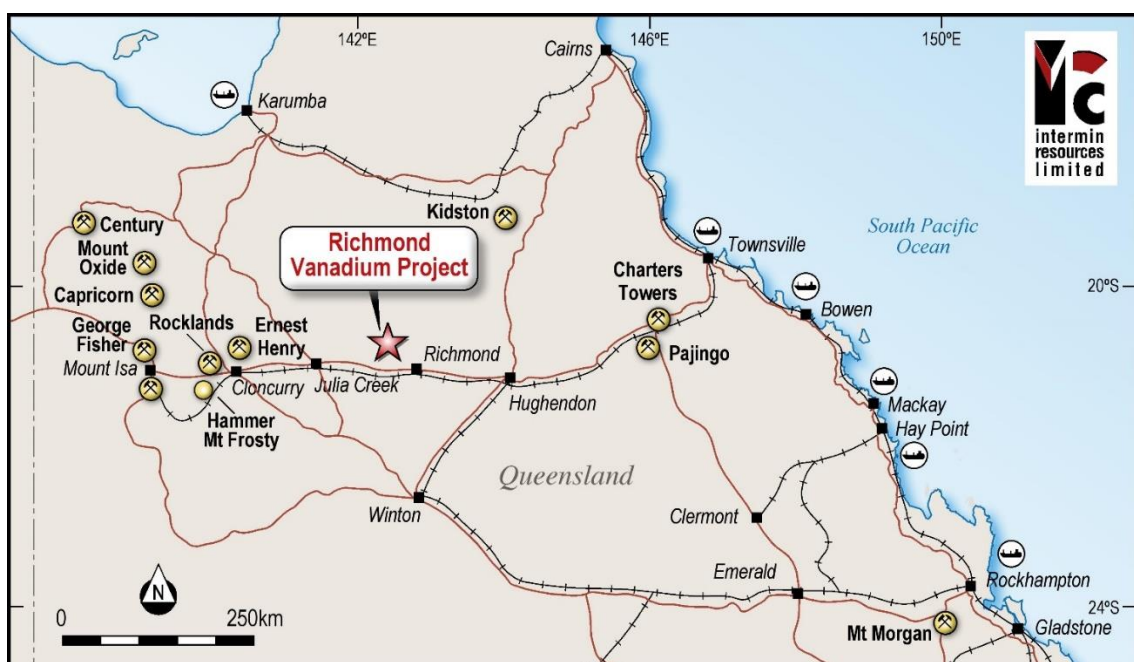 142ºE
146ºE
150ºE
Cairns
Karumba
intermin
resources
limited
Kidston
Century
South Pacific
Ocean
Richmond
Vanadium Project
Townsville
Mount
Oxide
Charters
Towers
20ºS
Capricorn
Bowen
George
Fisher
Rocklands
Ernest
Henry
Richmond
Pajingo
Mount Isa
Cloncurry
Julia Creek
Hughendon
Mackay
Hammer
Mt Frosty
Hay Point
Queensland
Winton
Clermont
Emerald
Rockhampton
N
0
250km
24ºS
Mt Morgan
Gladstone